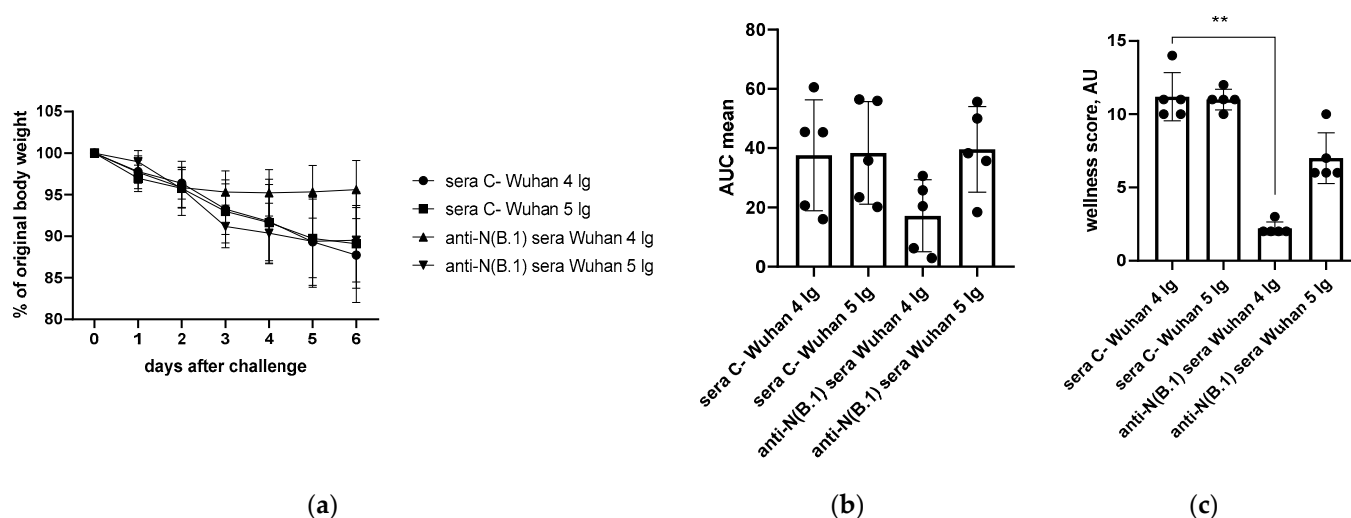 % of original body weight
105
100
95
90
85
80
0 1 2 3 4 5 6
days after challenge
sera C- Wuhan 4 lg
sera C- Wuhan 5 lg
anti-N(B.1) sera Wuhan 4 lg
anti-N(B.1) sera Wuhan 5 lg
(a)
AUC mean
80
60
40
20
0
sera C- Wuhan 4 lg
sera C- Wuhan 5 lg
anti-N(B.1) sera Wuhan 4 lg
anti-N(B.1) sera Wuhan 5 lg
(b)
wellness score, AU
**
15
10
5
0
sera C- Wuhan 4 lg
sera C- Wuhan 5 lg
anti-N(B.1) sera Wuhan 4 lg
anti-N(B.1) sera Wuhan 5 lg
(c)